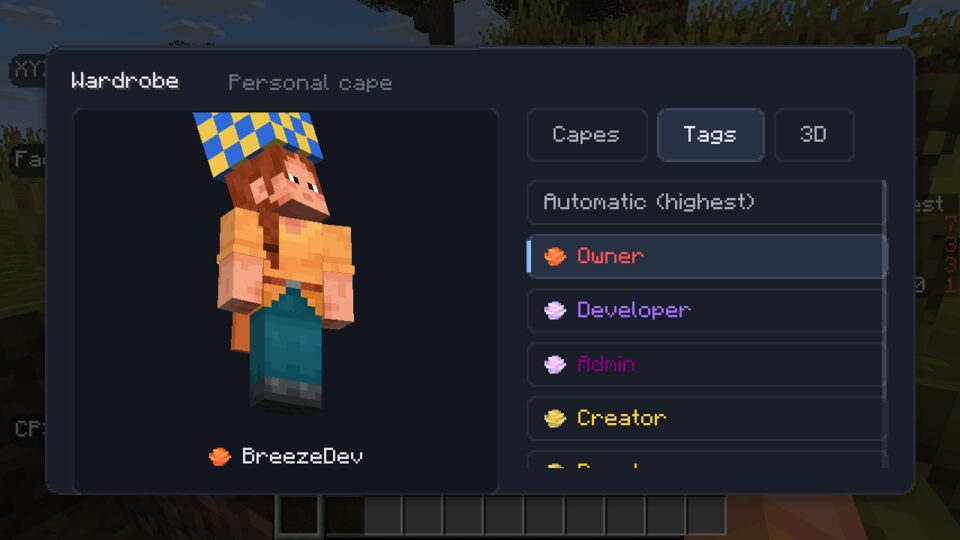 Wardrobe
Personal cape
Capes
Tags
3D
Automatic (highest)
Owner
Developer
Admin
Creator
BreezeDev